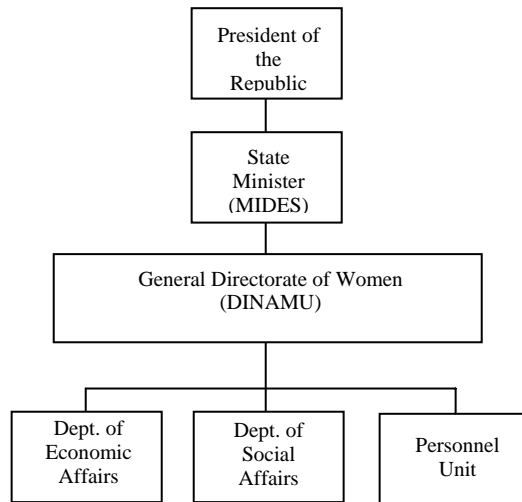 President of
the
Republic
State
Minister
(MIDES)
General Directorate of Women
(DINAMU)
Dept. of
Economic
Affairs
Dept. of
Social
Affairs
Personnel
Unit